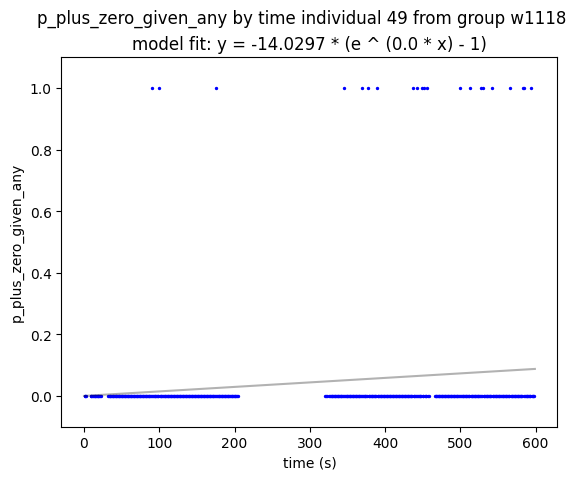 p_plus_zero_given_any by time individual 49 from group w1118
model fit: y = -14.0297 * (e ^ (0.0 * x) - 1)
p_plus_zero_given_any
1.0
0.8
0.6
0.4
0.2
0.0
0 100 200 300 400 500 600
time (s)